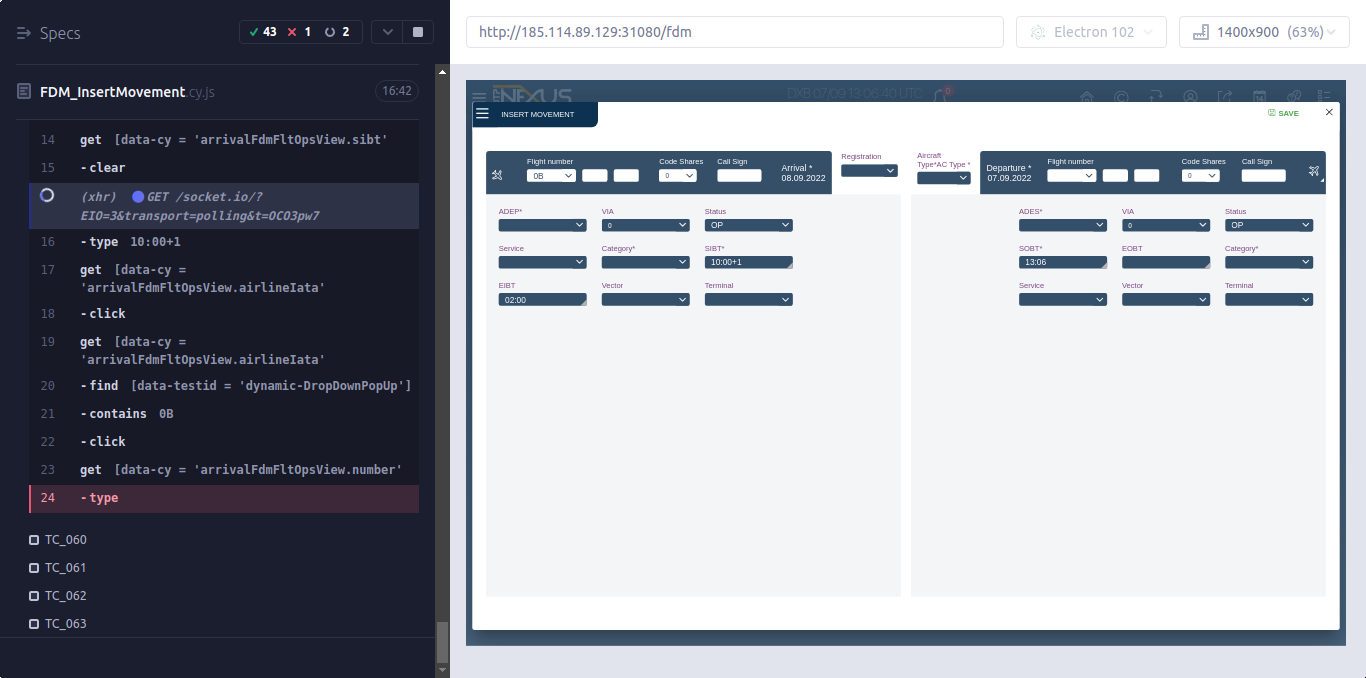 Specs
43 1 2
FDM_InsertMovement.cy.js 16:42
14 get [data-cy = 'arrivalFdmFltOpsView.sibt'
15 -clear
(xhr) GET /socket.io/?
EIO=3&transport=polling&t=OCO3pw7
16 -type 10:00+1
17 get [data-cy =
'arrivalFdmFltOpsView.airlineIata'
18 -click
19 get [data-cy =
'arrivalFdmFltOpsView.airlineIata'
20 -find [data-testid = 'dynamic-DropDownPopUp']
21 -contains 0B
22 -click
23 get [data-cy = 'arrivalFdmFltOpsView.number'
24 -type
TC_060
TC_061
TC_062
TC_063
http://185.114.89.129:31080/fdm
Electron 102
1400x900 (63%)
NEXUS
DXB 07/09 13:06:40 UTC
0
14
INSERT MOVEMENT
SAVE
Flight number Code Shares Call Sign
0B 0
Arrival *
08.09.2022
Registration
Aircraft
Type*AC Type *
Departure *
07.09.2022
Flight number Code Shares Call Sign
0
ADEP* VIA Status
0 OP
Service Category* SIBT*
10:00+1
EIBT Vector Terminal
02:00
ADES* VIA Status
0 OP
SOBT* EOBT Category*
13:06
Service Vector Terminal